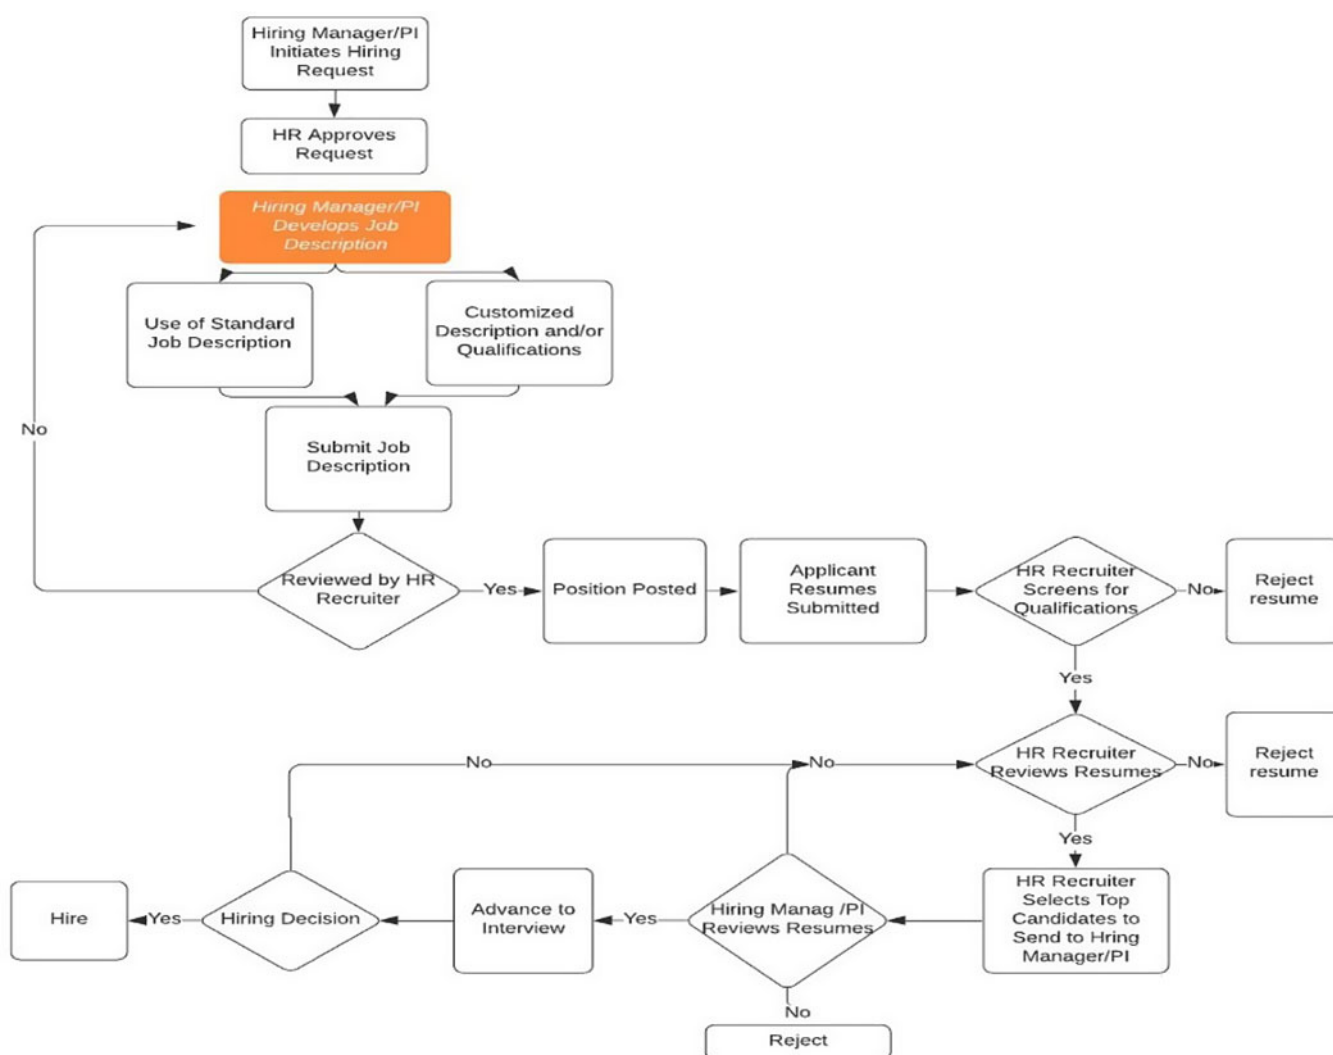 Hiring Manager/PI
Initiates Hiring
Request
HR Approves
Request
Hiring Manager/PI
Develops Job
Description
Use of Standard
Job Description
Customized
Description and/or
Qualifications
No
Submit Job
Description
Reviewed by HR
Recruiter
Yes
Position Posted
Applicant
Resumes
Submitted
HR Recruiter
Screens for
Qualifications
No
Reject
resume
Yes
No
No
HR Recruiter
Reviews Resumes
No
Reject
resume
Yes
HR Recruiter
Selects Top
Candidates to
Send to Hring
Manager/PI
Hiring Manag /PI
Reviews Resumes
Yes
Advance to
Interview
Hiring Decision
Yes
Hire
No
Reject